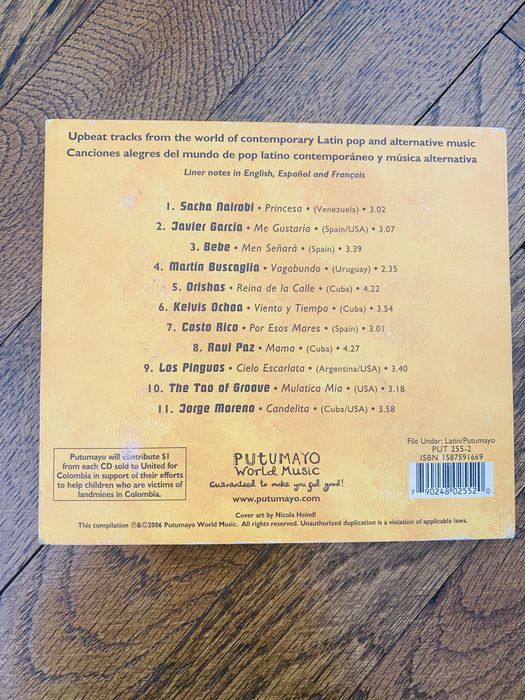 Upbeat tracks from the world of contemporary Latin pop and alternative music
Canciones alegres del mundo de pop latino contemporáneo y música alternativa
Liner notes in English, Español and Français
1. Sacha Nairobi • Princesa • (Venezuela) • 3.02
2. Javier García • Me Gustaria • (Spain/USA) • 3.07
3. Bebe • Men Señará • (Spain) • 3.39
4. Martín Buscaglia • Vagabundo • (Uruguay) • 2.35
5. Orishas • Reina de la Calle • (Cuba) • 4.22
6. Kelvis Ochoa • Viento y Tiempo • (Cuba) • 3.54
7. Costo Rico • Por Esos Mares • (Spain) • 3.01
8. Raul Paz • Mama • (Cuba) • 4.27
9. Los Pinguos • Cielo Escarlata • (Argentina/USA) • 3.40
10. The Tao of Groove • Mulatica Mia • (USA) • 3.18
11. Jorge Moreno • Candelita • (Cuba/USA) • 3.58
Putumayo will contribute $1
from each CD sold to United for
Colombia in support of their efforts
to help children who are victims of
landmines in Colombia.
PUTUMAYO
World Music
Guaranteed to make you feel good!
www.putumayo.com
File Under: Latin/Putumayo
PUT 255-2
ISBN 1587591669
7 90248 02552 0
Cover art by Nicola Heindl
This compilation ℗&©2006 Putumayo World Music. All rights reserved. Unauthorized duplication is a violation of applicable laws.